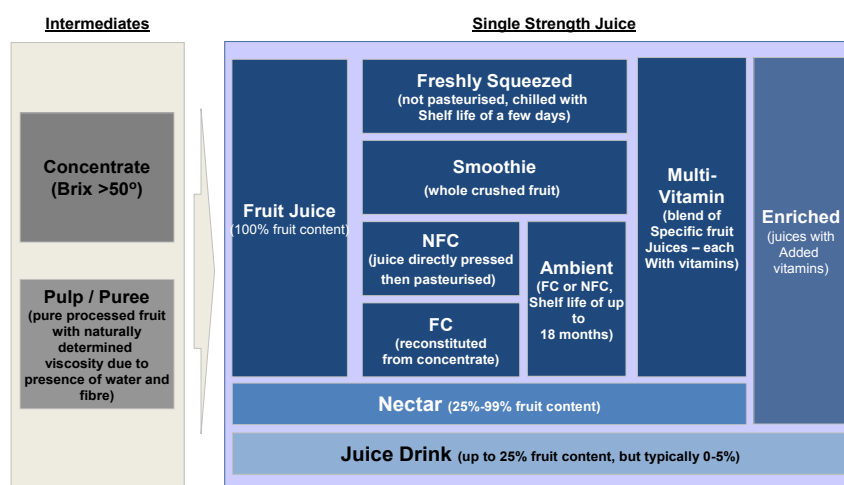 Intermediates
Concentrate
(Brix >50º)
Pulp / Puree
(pure processed fruit
with naturally
determined
viscosity due to
presence of water and
fibre)
Single Strength Juice
Fruit Juice
(100% fruit content)
Freshly Squeezed
(not pasteurised, chilled with
Shelf life of a few days)
Smoothie
(whole crushed fruit)
NFC
(juice directly pressed
then pasteurised)
FC
(reconstituted
from concentrate)
Ambient
(FC or NFC,
Shelf life of up
to
18 months)
Multi-
Vitamin
(blend of
Specific fruit
Juices – each
With vitamins)
Enriched
(juices with
Added
vitamins)
Nectar (25%-99% fruit content)
Juice Drink (up to 25% fruit content, but typically 0-5%)